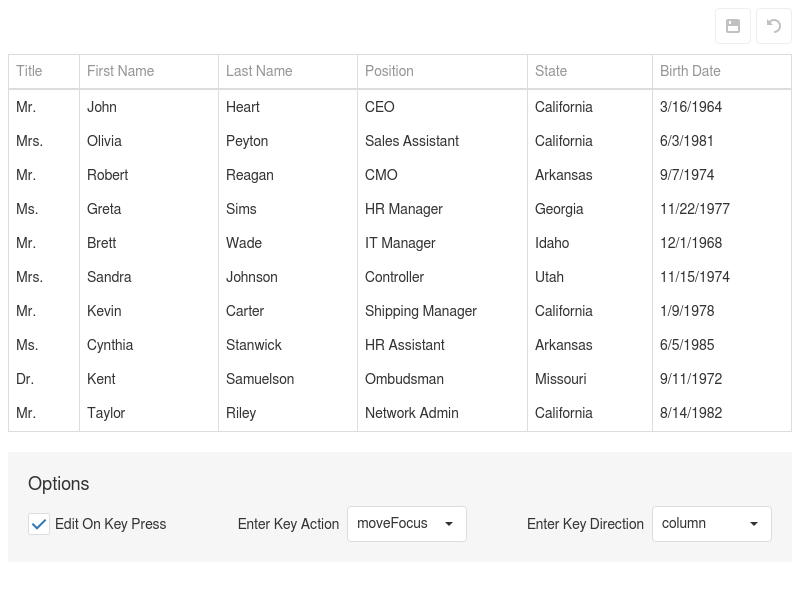 Title First Name Last Name Position State Birth Date
Mr. John Heart CEO California 3/16/1964
Mrs. Olivia Peyton Sales Assistant California 6/3/1981
Mr. Robert Reagan CMO Arkansas 9/7/1974
Ms. Greta Sims HR Manager Georgia 11/22/1977
Mr. Brett Wade IT Manager Idaho 12/1/1968
Mrs. Sandra Johnson Controller Utah 11/15/1974
Mr. Kevin Carter Shipping Manager California 1/9/1978
Ms. Cynthia Stanwick HR Assistant Arkansas 6/5/1985
Dr. Kent Samuelson Ombudsman Missouri 9/11/1972
Mr. Taylor Riley Network Admin California 8/14/1982
Options
Edit On Key Press Enter Key Action moveFocus Enter Key Direction column